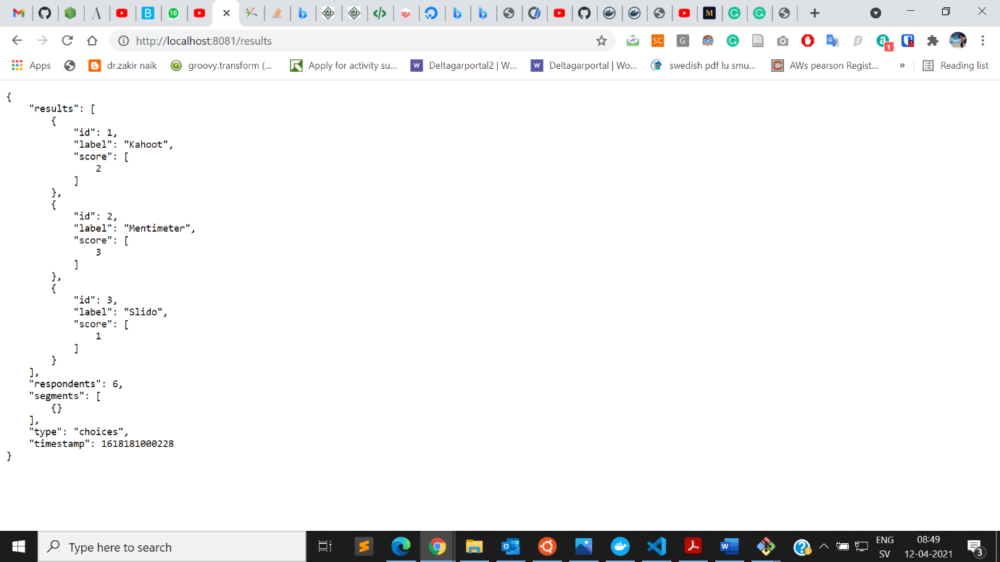 10
http://localhost:8081/results
SC
G
1
Apps
dr.zakir naik
groovy.transform (...
Apply for activity su...
Deltagarportal2 | W...
Deltagarportal | Wo...
swedish pdf lu smu...
AWs pearson Regist...
»
Reading list
{
    "results": [
        {
            "id": 1,
            "label": "Kahoot",
            "score": [
                2
            ]
        },
        {
            "id": 2,
            "label": "Mentimeter",
            "score": [
                3
            ]
        },
        {
            "id": 3,
            "label": "Slido",
            "score": [
                1
            ]
        }
    ],
    "respondents": 6,
    "segments": [
        {}
    ],
    "type": "choices",
    "timestamp": 1618181000228
}
Type here to search
ENG
SV
08:49
12-04-2021
3